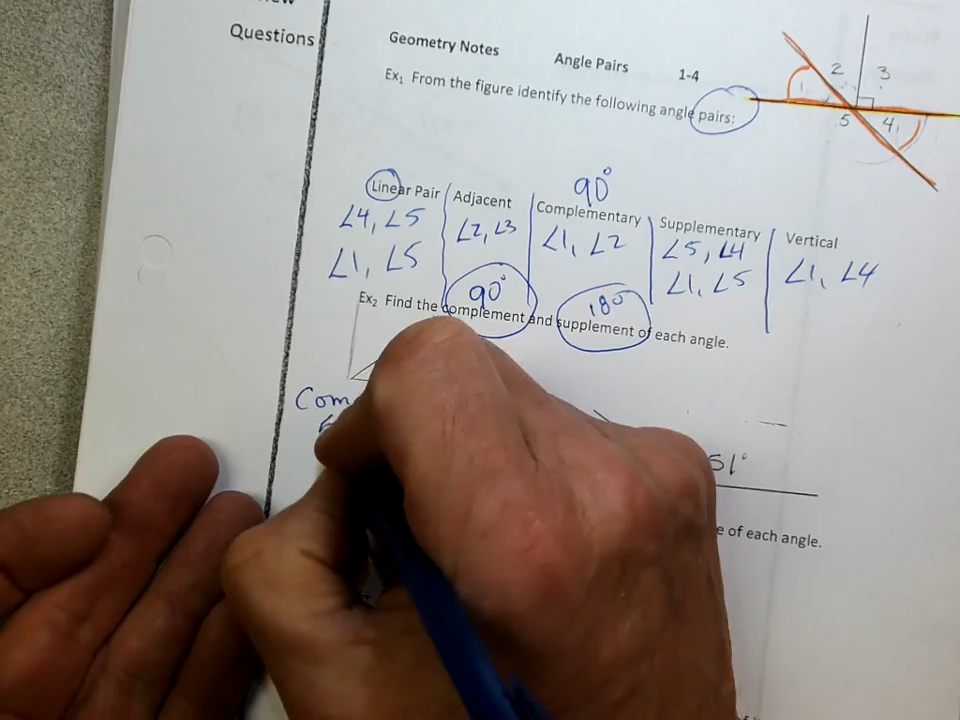 Questions
Geometry Notes Angle Pairs 1-4
Ex1 From the figure identify the following angle pairs:
1 2 3
5 4
90°
Linear Pair Adjacent Complementary Supplementary Vertical
∠4, ∠5 ∠2, ∠3 ∠1, ∠2 ∠5, ∠4 ∠1, ∠4
∠1, ∠5 ∠1, ∠5
90° 180
Ex2 Find the complement and supplement of each angle.
Com
51°
e of each angle.